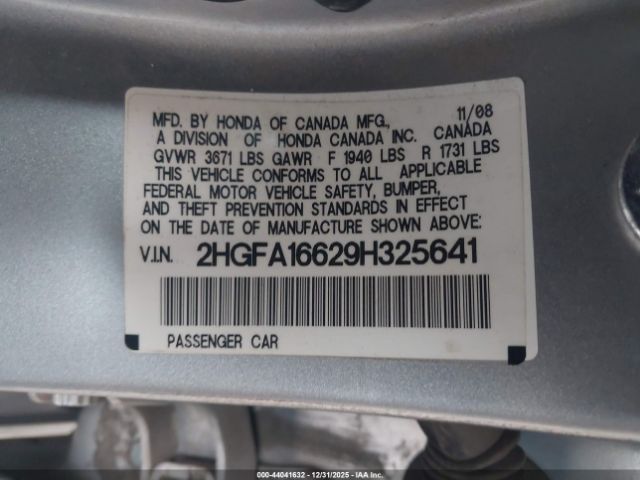 MFD. BY HONDA OF CANADA MFG., 11/08
A DIVISION OF HONDA CANADA INC. CANADA
GVWR 3671 LBS GAWR F 1940 LBS R 1731 LBS
THIS VEHICLE CONFORMS TO ALL APPLICABLE
FEDERAL MOTOR VEHICLE SAFETY, BUMPER,
AND THEFT PREVENTION STANDARDS IN EFFECT
ON THE DATE OF MANUFACTURE SHOWN ABOVE:
V.I.N. 2HGFA16629H325641
PASSENGER CAR
000-44041632 - 12/31/2025 - IAA Inc.